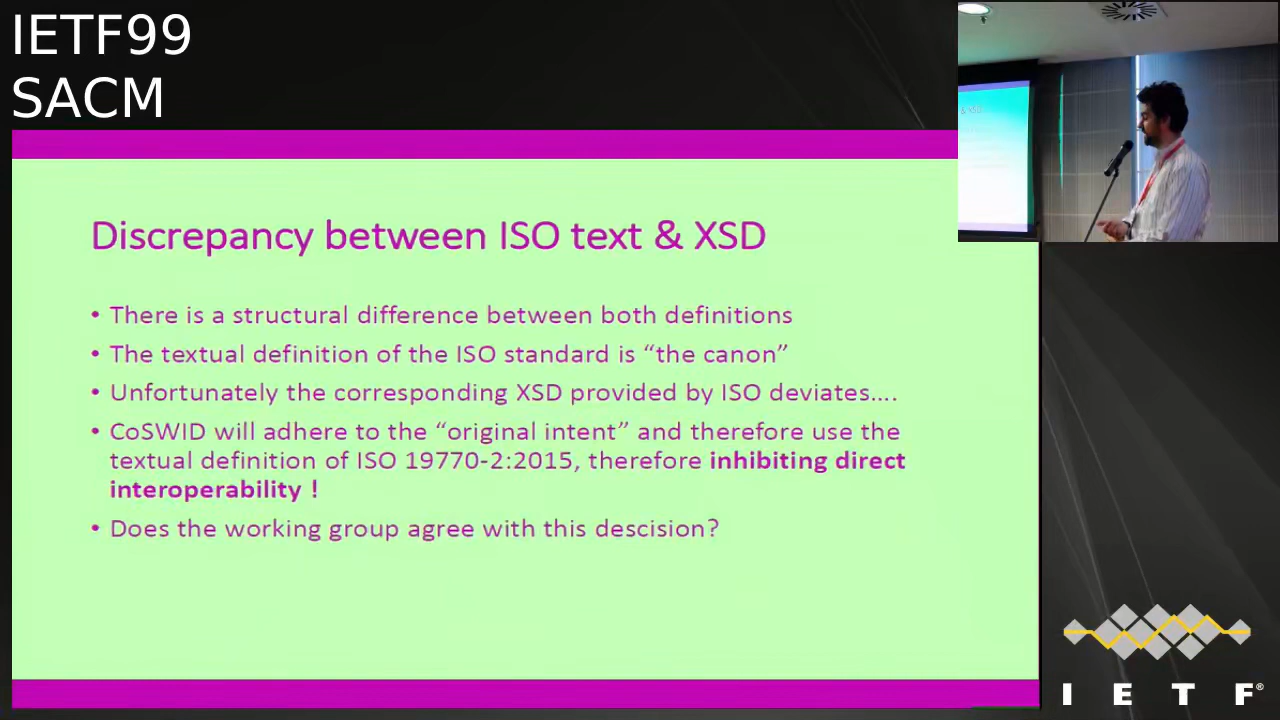 IETF99
SACM
Discrepancy between ISO text & XSD
• There is a structural difference between both definitions
• The textual definition of the ISO standard is “the canon”
• Unfortunately the corresponding XSD provided by ISO deviates....
• CoSWID will adhere to the “original intent” and therefore use the
textual definition of ISO 19770-2:2015, therefore inhibiting direct
interoperability !
• Does the working group agree with this descision?
I E T F®